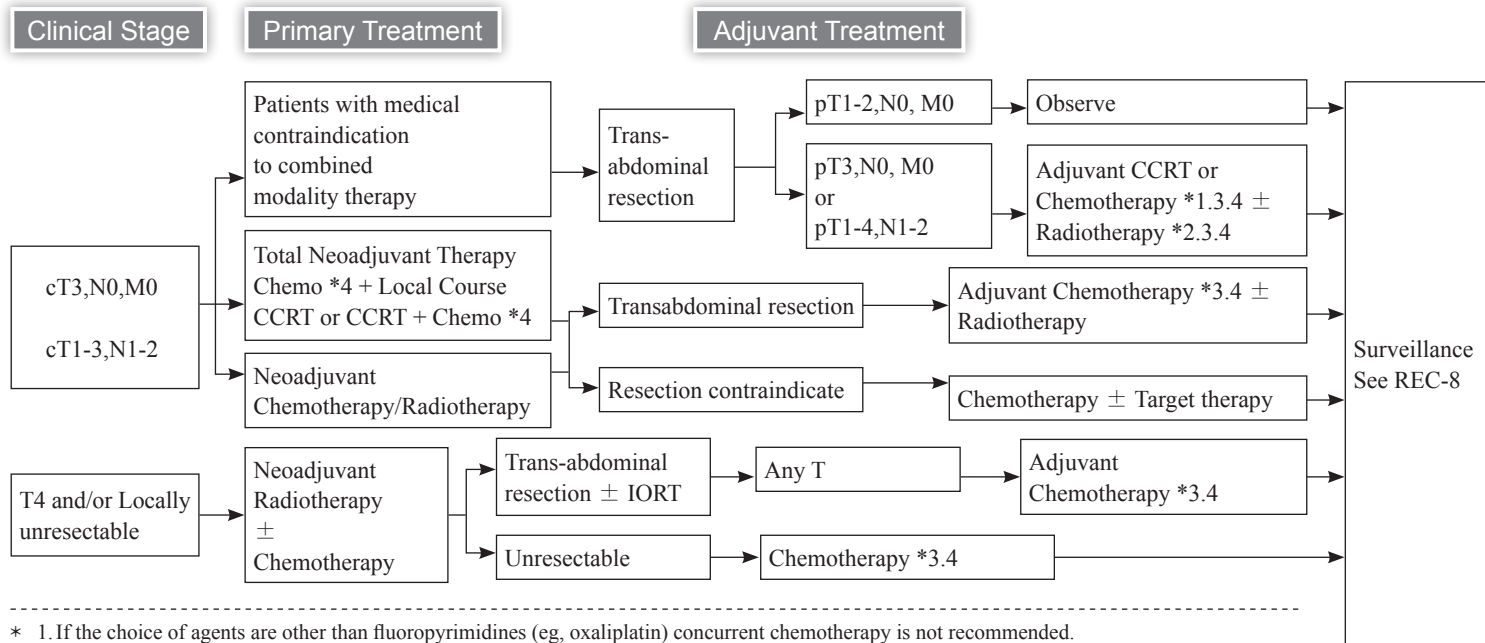 Clinical Stage
Primary Treatment
Adjuvant Treatment
Patients with medical
contraindication
to combined
modality therapy
Trans-
abdominal
resection
pT1-2,N0, M0
Observe
pT3,N0, M0
or
pT1-4,N1-2
Adjuvant CCRT or
Chemotherapy *1.3.4 ±
Radiotherapy *2.3.4
cT3,N0,M0
cT1-3,N1-2
Total Neoadjuvant Therapy
Chemo *4 + Local Course
CCRT or CCRT + Chemo *4
Neoadjuvant
Chemotherapy/Radiotherapy
Transabdominal resection
Adjuvant Chemotherapy *3.4 ±
Radiotherapy
Resection contraindicate
Chemotherapy ± Target therapy
Surveillance
See REC-8
T4 and/or Locally
unresectable
Neoadjuvant
Radiotherapy
±
Chemotherapy
Trans-abdominal
resection ± IORT
Any T
Adjuvant
Chemotherapy *3.4
Unresectable
Chemotherapy *3.4
* 1. If the choice of agents are other than fluoropyrimidines (eg, oxaliplatin) concurrent chemotherapy is not recommended.